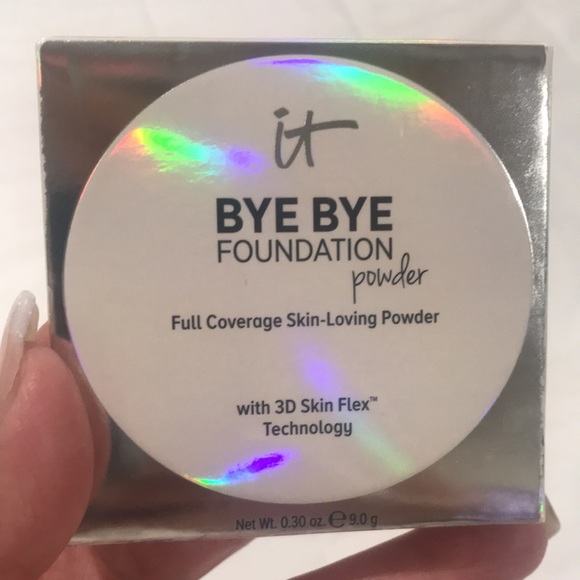 it
BYE BYE
FOUNDATION
powder
Full Coverage Skin-Loving Powder
with 3D Skin Flex™
Technology
Net Wt. 0.30 oz. ℮ 9.0 g